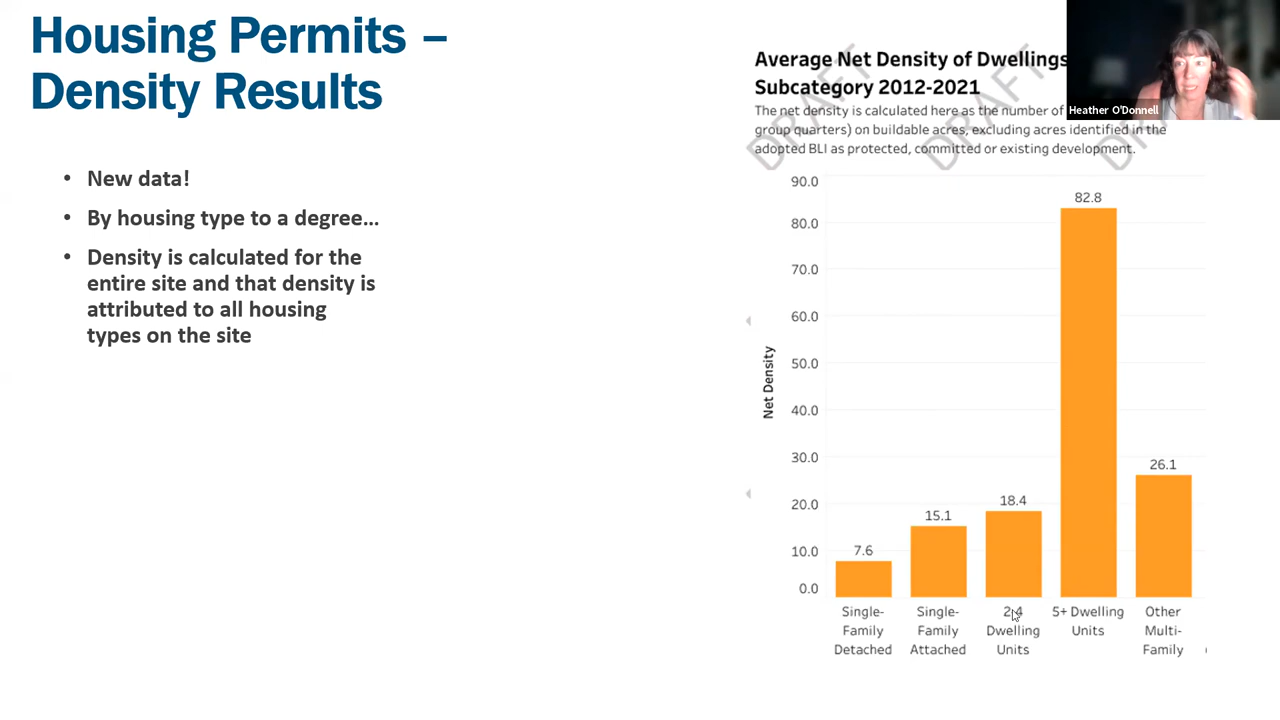 Housing Permits –
Density Results
• New data!
• By housing type to a degree…
• Density is calculated for the
entire site and that density is
attributed to all housing
types on the site
Average Net Density of Dwellings
Subcategory 2012-2021
The net density is calculated here as the number of
group quarters) on buildable acres, excluding acres identified in the
adopted BLI as protected, committed or existing development.
DRAFT DRAFT DRAFT
Heather O'Donnell
Net Density
90.0
80.0
70.0
60.0
50.0
40.0
30.0
20.0
10.0
0.0
7.6
15.1
18.4
82.8
26.1
Single-
Family
Detached
Single-
Family
Attached
2-4
Dwelling
Units
5+ Dwelling
Units
Other
Multi-
Family